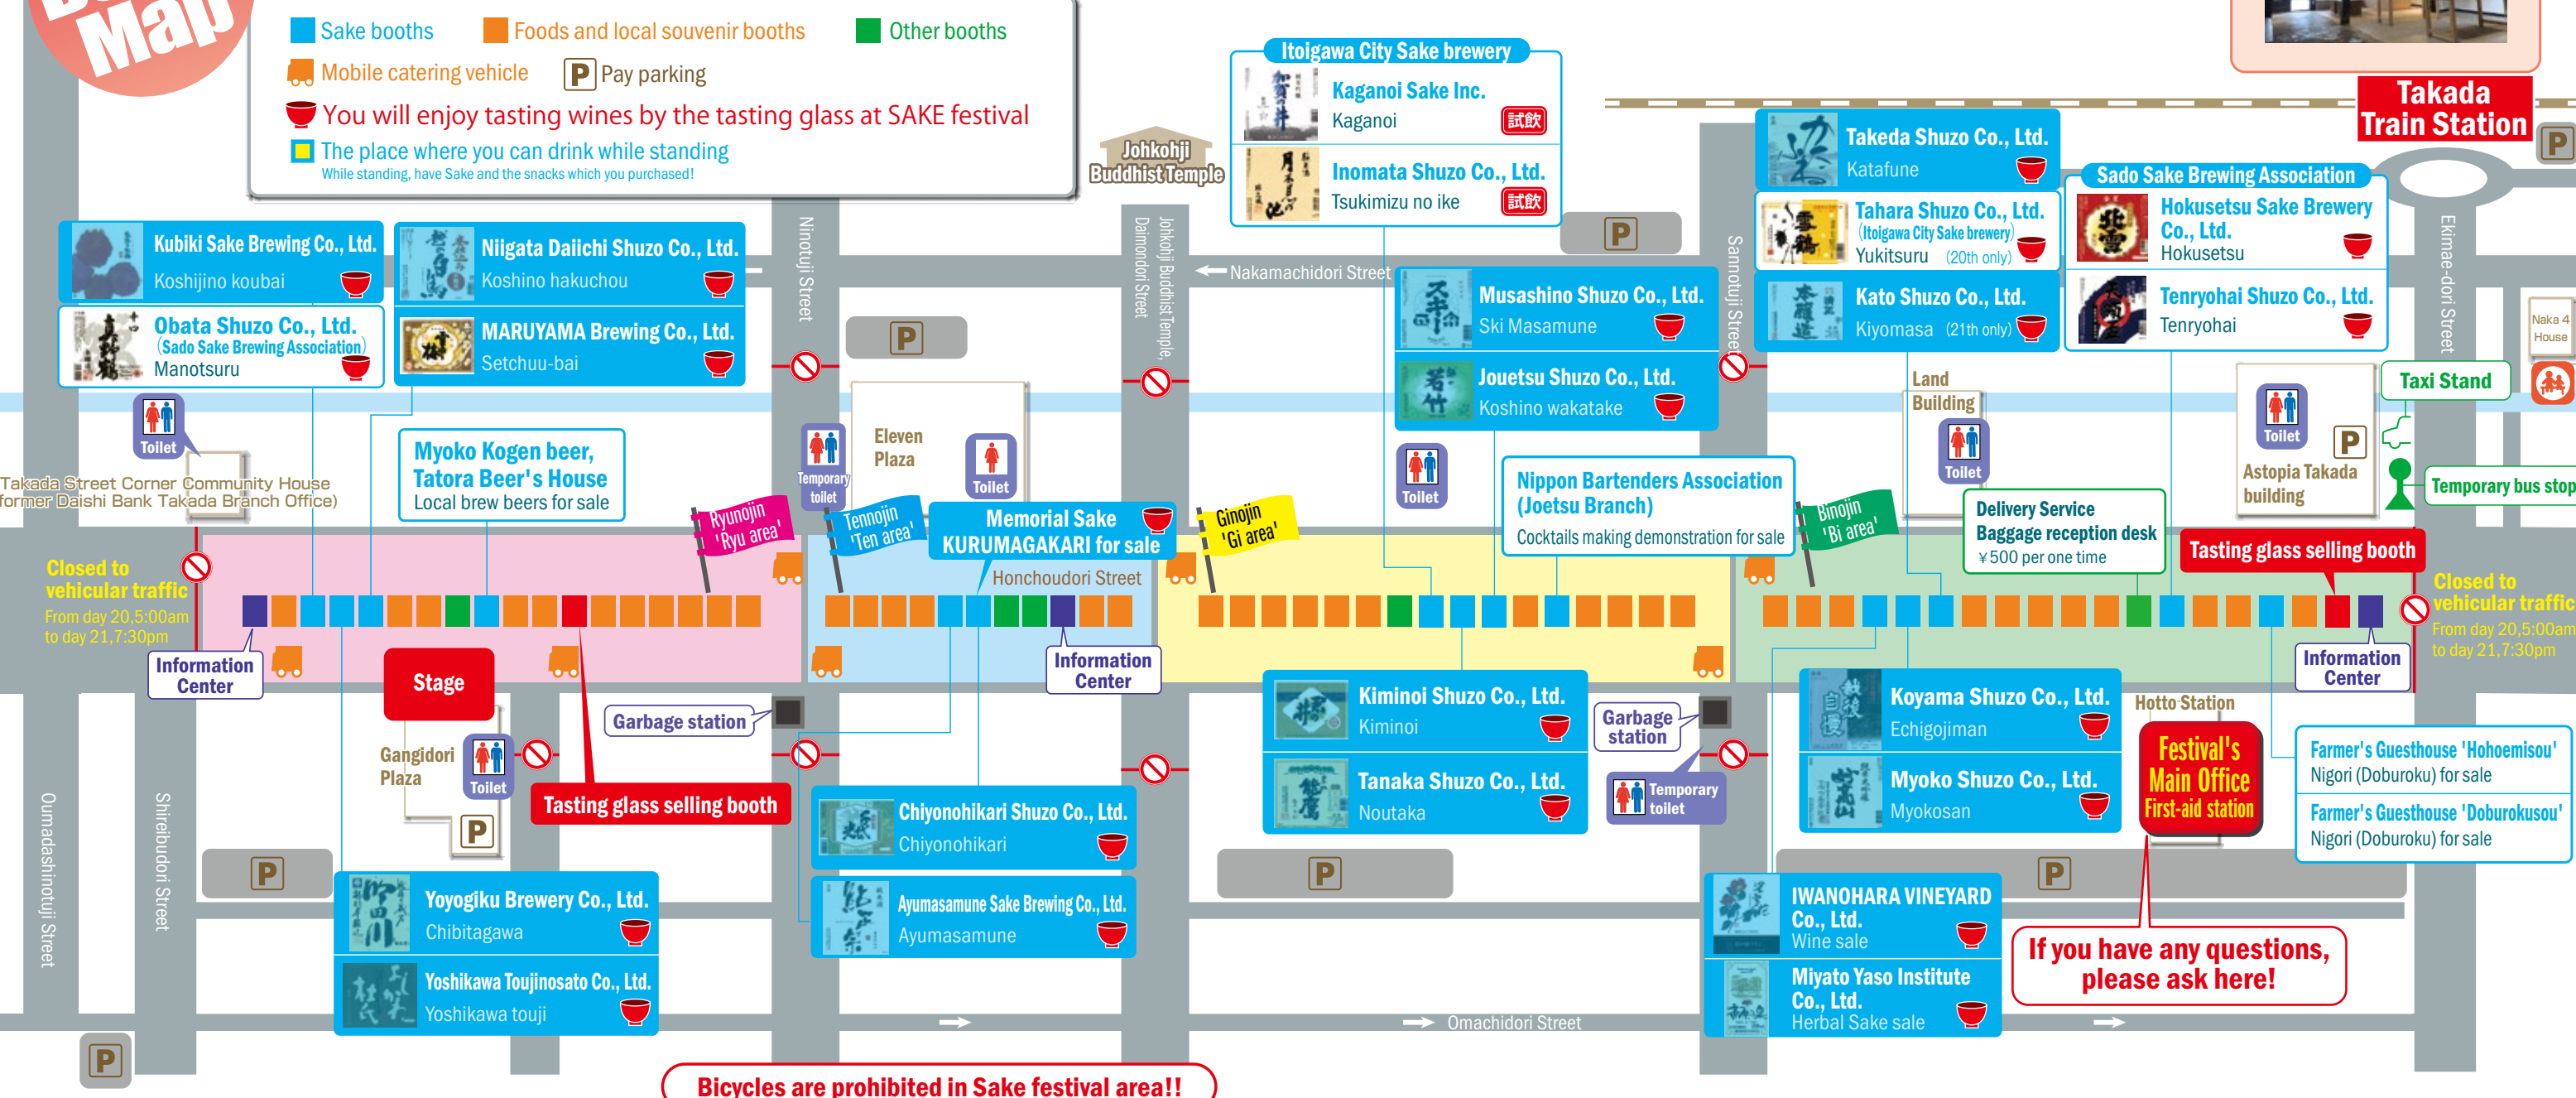 Map
Sake booths
Foods and local souvenir booths
Other booths
Mobile catering vehicle
P Pay parking
You will enjoy tasting wines by the tasting glass at SAKE festival
The place where you can drink while standing
While standing, have Sake and the snacks which you purchased!
Johkohji
Buddhist Temple
Itoigawa City Sake brewery
Kaganoi Sake Inc.
Kaganoi
試飲
Inomata Shuzo Co., Ltd.
Tsukimizu no ike
試飲
P
Takada
Train Station
P
Takeda Shuzo Co., Ltd.
Katafune
Tahara Shuzo Co., Ltd.
(Itoigawa City Sake brewery)
Yukitsuru (20th only)
Kato Shuzo Co., Ltd.
Kiyomasa (21th only)
Sado Sake Brewing Association
Hokusetsu Sake Brewery
Co., Ltd.
Hokusetsu
Tenryohai Shuzo Co., Ltd.
Tenryohai
Kubiki Sake Brewing Co., Ltd.
Koshijino koubai
Obata Shuzo Co., Ltd.
(Sado Sake Brewing Association)
Manotsuru
Niigata Daiichi Shuzo Co., Ltd.
Koshino hakuchou
MARUYAMA Brewing Co., Ltd.
Setchuu-bai
Ninotuji Street
Johkohji Buddhist Temple,
Daimondori Street
Nakamachidori Street
Sannotuji Street
Ekimae-dori Street
Naka 4
House
Musashino Shuzo Co., Ltd.
Ski Masamune
Jouetsu Shuzo Co., Ltd.
Koshino wakatake
P
Land
Building
Toilet
Taxi Stand
Toilet
P
Astopia Takada
building
Temporary bus stop
Toilet
Takada Street Corner Community House
former Daishi Bank Takada Branch Office)
Myoko Kogen beer,
Tatora Beer's House
Local brew beers for sale
Temporary
toilet
Eleven
Plaza
Toilet
Toilet
Nippon Bartenders Association
(Joetsu Branch)
Cocktails making demonstration for sale
Delivery Service
Baggage reception desk
¥500 per one time
Tasting glass selling booth
Ryunojin
'Ryu area'
Tennojin
'Ten area'
Memorial Sake
KURUMAGAKARI for sale
Honchoudori Street
Ginojin
'Gi area'
Binojin
'Bi area'
Closed to
vehicular traffic
From day 20,5:00am
to day 21,7:30pm
Closed to
vehicular traffic
From day 20,5:00am
to day 21,7:30pm
Information
Center
Stage
Information
Center
Information
Center
Garbage station
Gangidori
Plaza
Toilet
P
Tasting glass selling booth
Kiminoi Shuzo Co., Ltd.
Kiminoi
Tanaka Shuzo Co., Ltd.
Noutaka
Garbage
station
Temporary
toilet
Koyama Shuzo Co., Ltd.
Echigojiman
Myoko Shuzo Co., Ltd.
Myokosan
Hotto Station
Festival's
Main Office
First-aid station
Farmer's Guesthouse 'Hohoemisou'
Nigori (Doburoku) for sale
Farmer's Guesthouse 'Doburokusou'
Nigori (Doburoku) for sale
Chiyonohikari Shuzo Co., Ltd.
Chiyonohikari
Ayumasamune Sake Brewing Co., Ltd.
Ayumasamune
Oumadashinotuji Street
Shireibudori Street
P
P
P
Yoyogiku Brewery Co., Ltd.
Chibitagawa
Yoshikawa Toujinosato Co., Ltd.
Yoshikawa touji
IWANOHARA VINEYARD
Co., Ltd.
Wine sale
Miyato Yaso Institute
Co., Ltd.
Herbal Sake sale
If you have any questions,
please ask here!
Omachidori Street
P
Bicycles are prohibited in Sake festival area!!